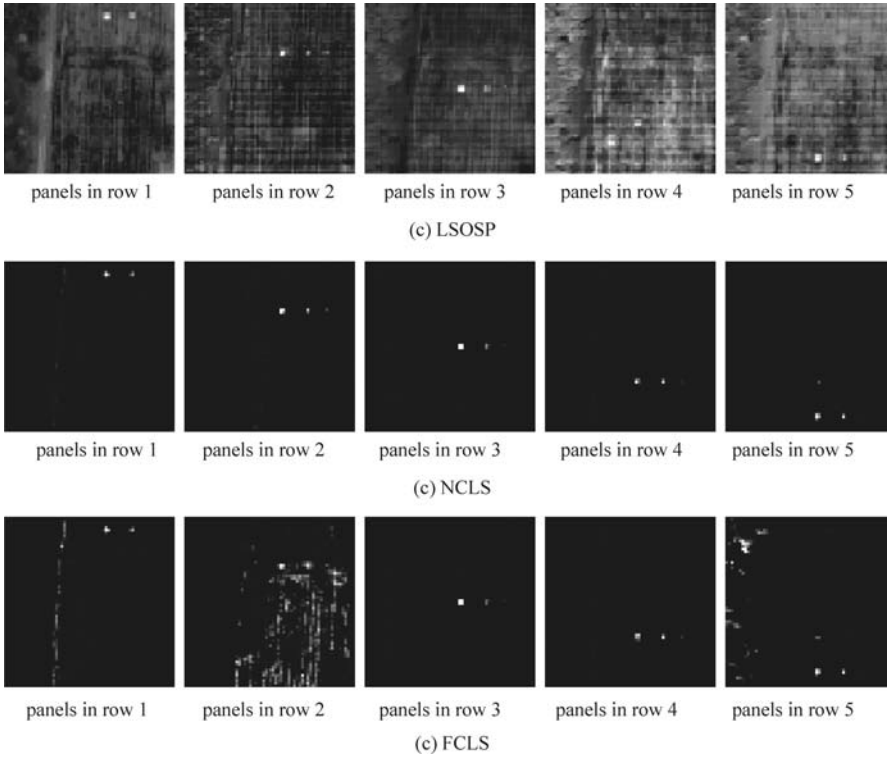 panels in row 1 panels in row 2 panels in row 3 panels in row 4 panels in row 5
(c) LSOSP
panels in row 1 panels in row 2 panels in row 3 panels in row 4 panels in row 5
(c) NCLS
panels in row 1 panels in row 2 panels in row 3 panels in row 4 panels in row 5
(c) FCLS